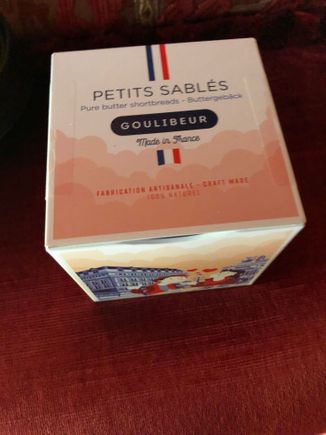 PETITS SABLÉS
Pure butter shortbreads - Buttergebäck
GOULIBEUR
Made in France
FABRICATION ARTISANALE - CRAFT MADE
100% NATUREL